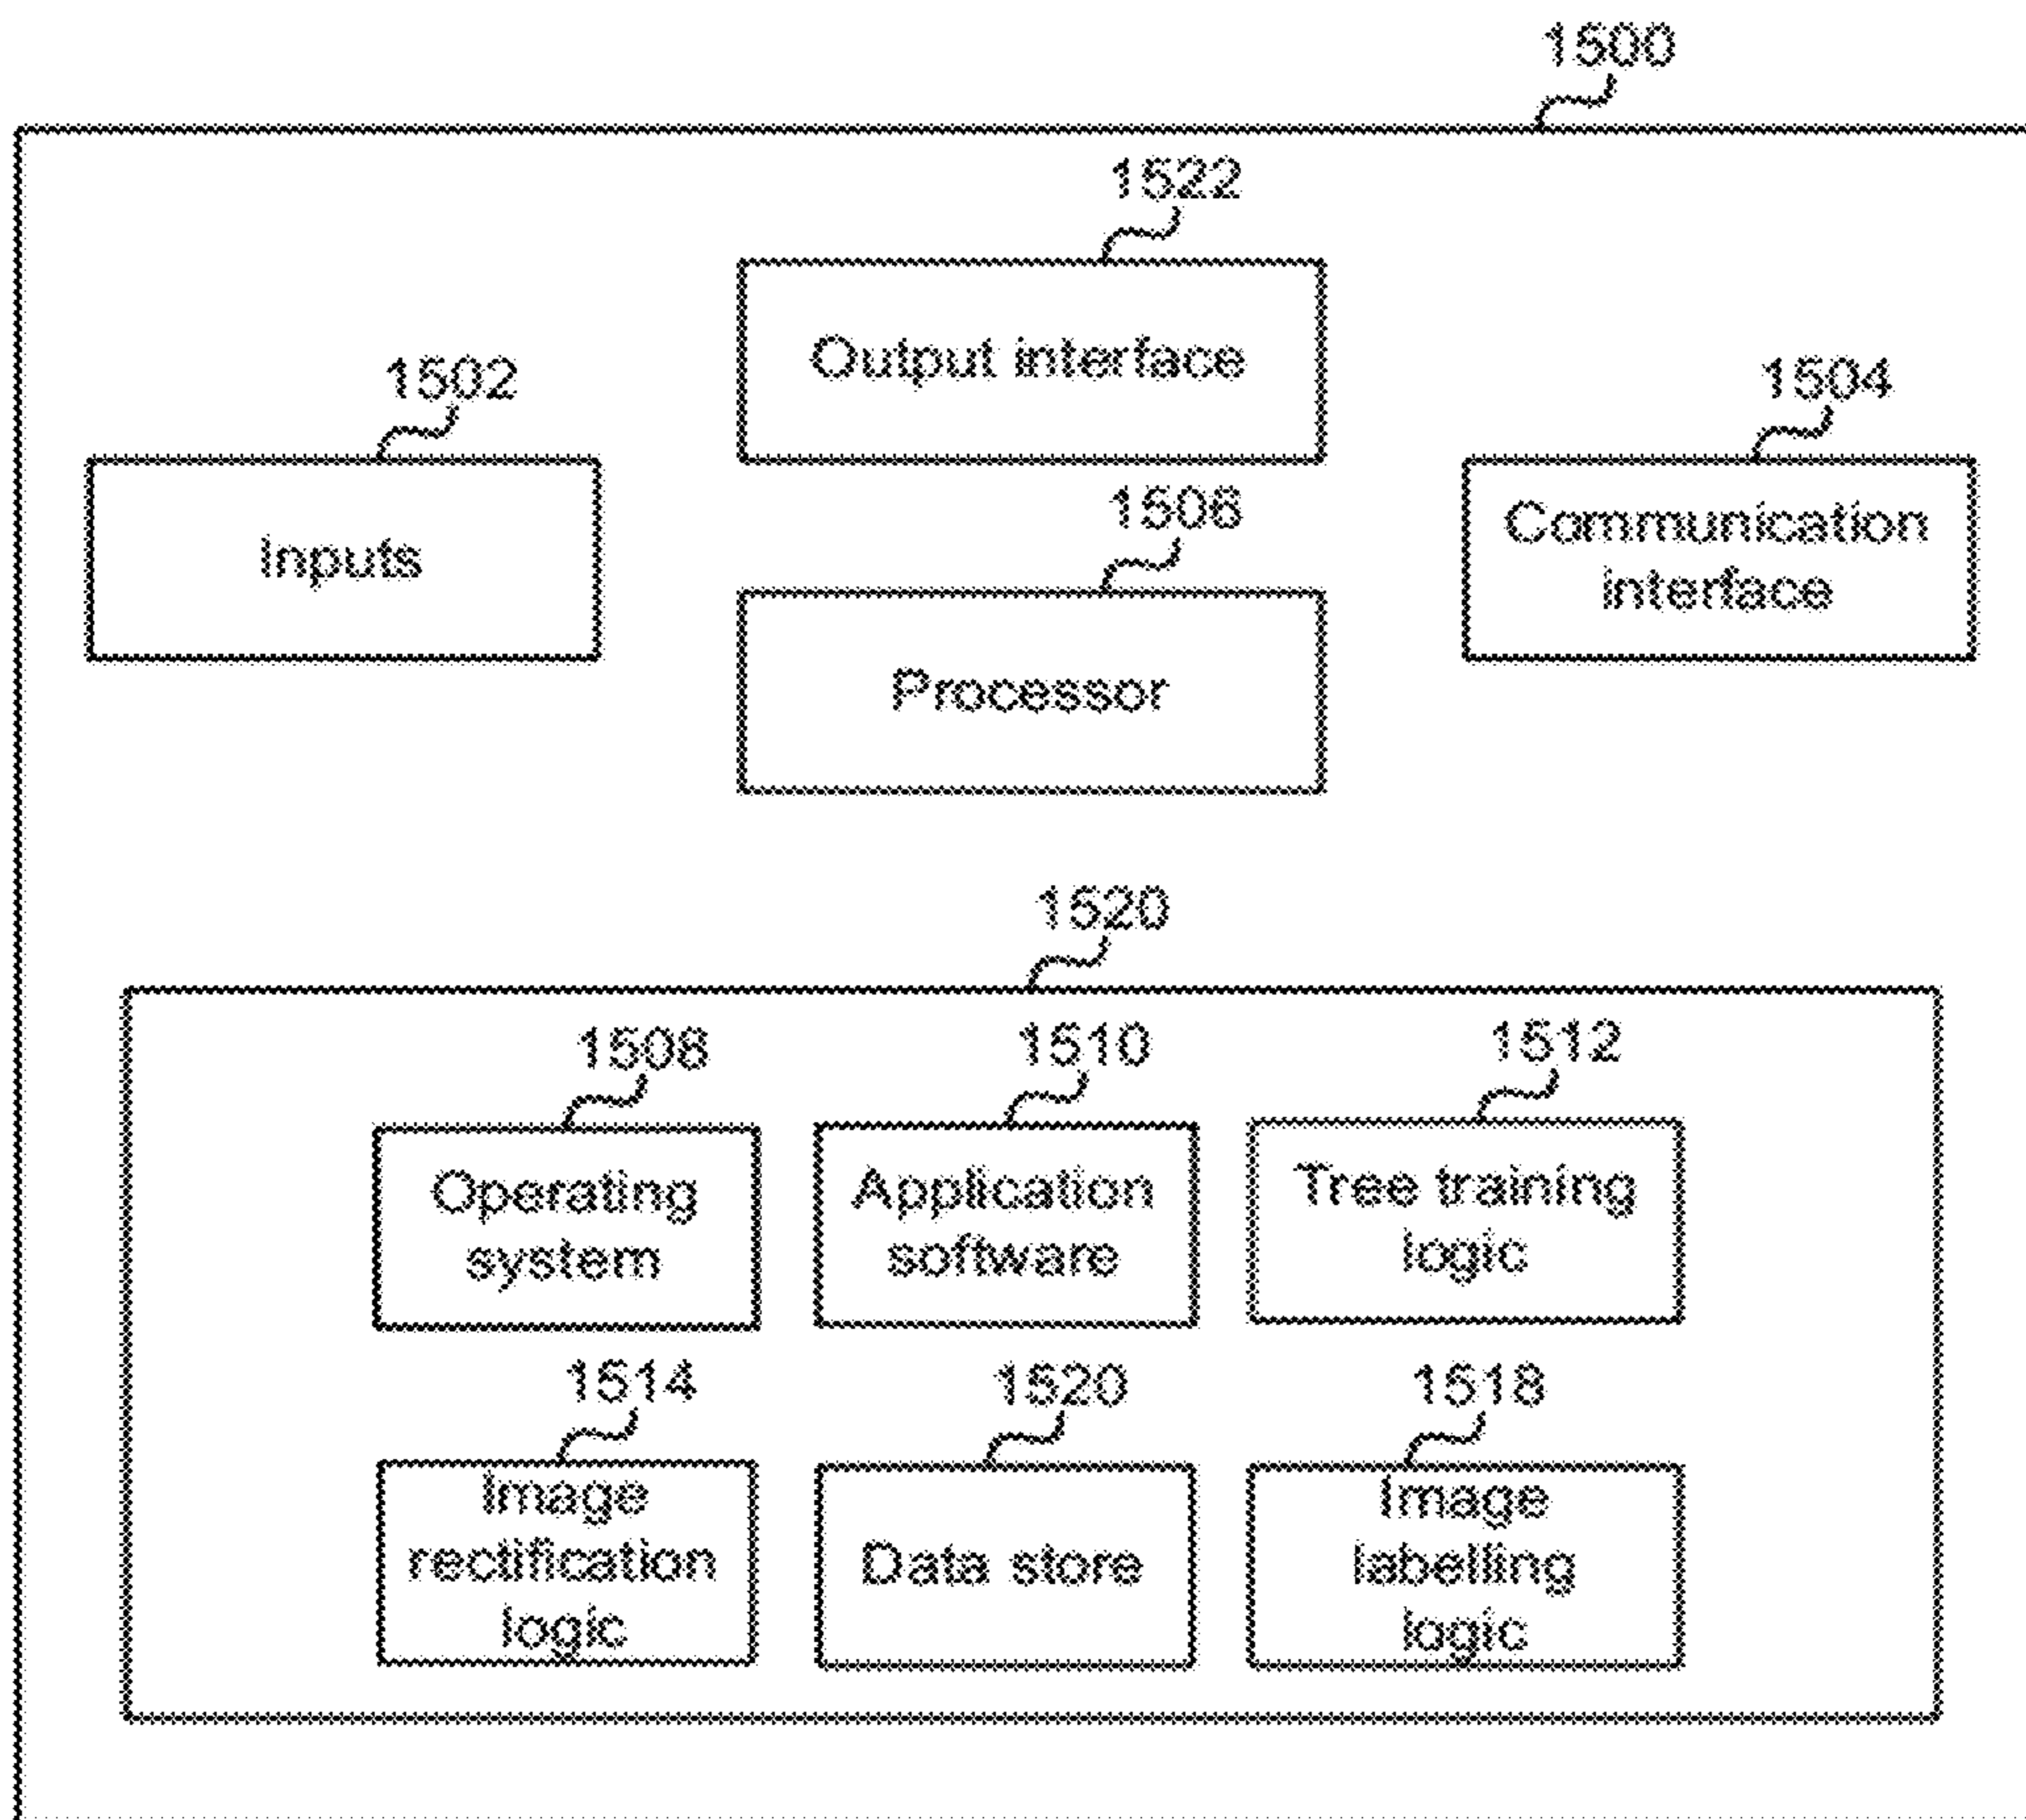 1500
1522
Output interface
1502
Inputs
1504
Communication
interface
1506
Processor
1520
1508
Operating
system
1510
Application
software
1512
Tree training
logic
1514
Image
rectification
logic
1520
Data store
1518
Image
labelling
logic